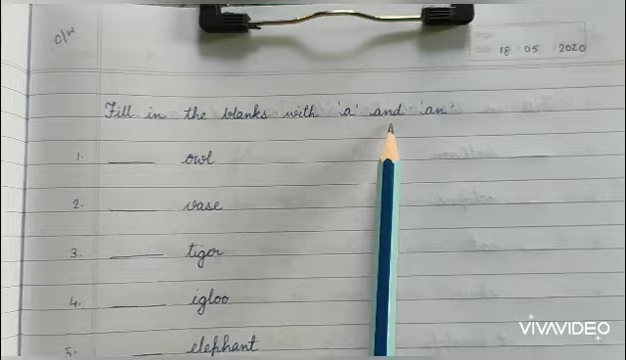 c/w
18 05 2020
Fill in the blanks with 'a' and 'an'
1. ____ owl
2. ____ vase
3. ____ tiger
4. ____ igloo
5. ____ elephant
VIVAVIDEO